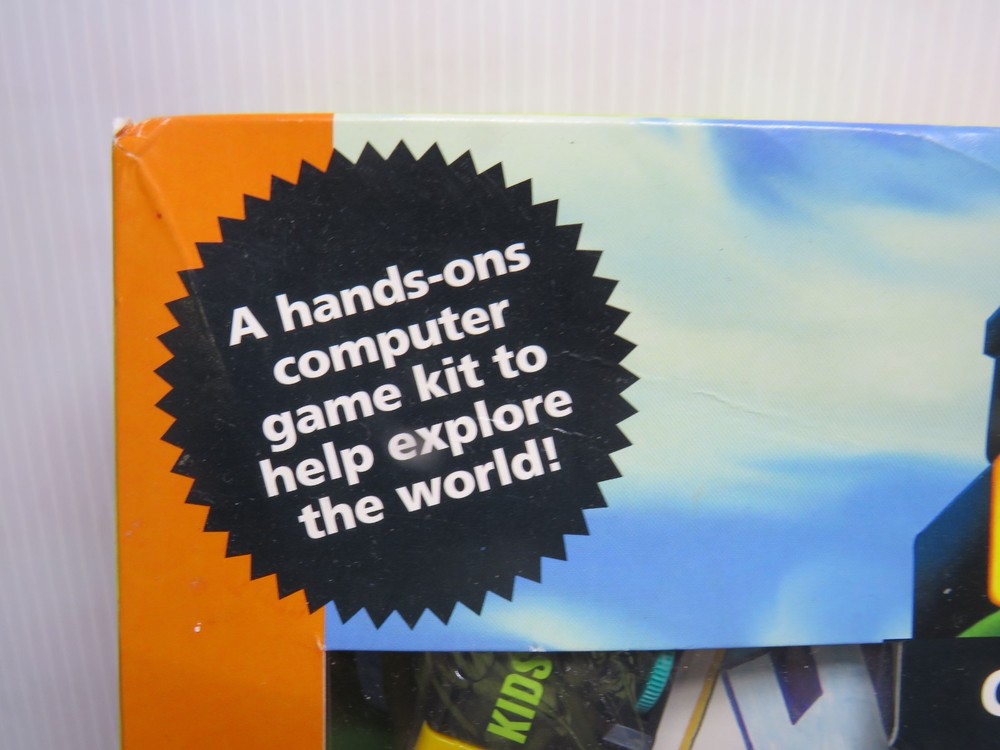 A hands-ons
computer
game kit to
help explore
the world!
KIDS